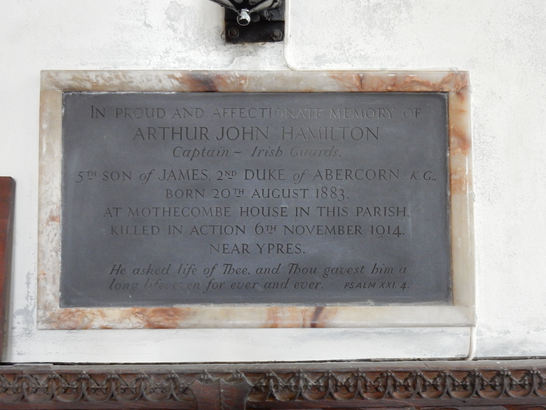 IN PROUD AND AFFECTIONATE MEMORY OF
ARTHUR JOHN HAMILTON
Captain – Irish Guards.
5TH SON of JAMES, 2ND DUKE of ABERCORN K.G.,
BORN 20TH AUGUST 1883,
AT MOTHECOMBE HOUSE IN THIS PARISH.
KILLED IN ACTION 6TH NOVEMBER 1914.
NEAR YPRES.
He asked life of Thee, and Thou gavest him a
long life: even for ever and ever. PSALM XXI. 4.